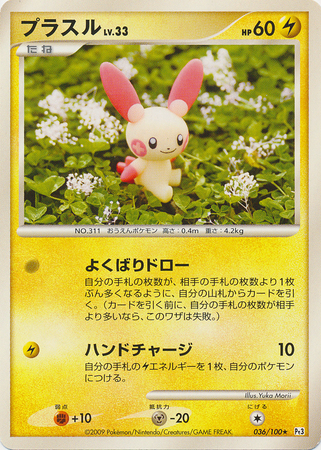 プラスル LV.33 HP60
たね
NO.311 おうえんポケモン 高さ：0.4m 重さ：4.2kg
よくばりドロー
自分の手札の枚数が、相手の手札の枚数より1枚
ぶん多くなるように、自分の山札からカードを引
く。（カードを引く前に、自分の手札の枚数が相手
より多いなら、このワザは失敗。）
ハンドチャージ 10
自分の手札のエネルギーを1枚、自分のポケモン
につける。
Illus.Yuka Morii
弱点 +10 抵抗力 -20 にげる
©2009 Pokémon/Nintendo/Creatures/GAME FREAK. 036/100★ Pt3